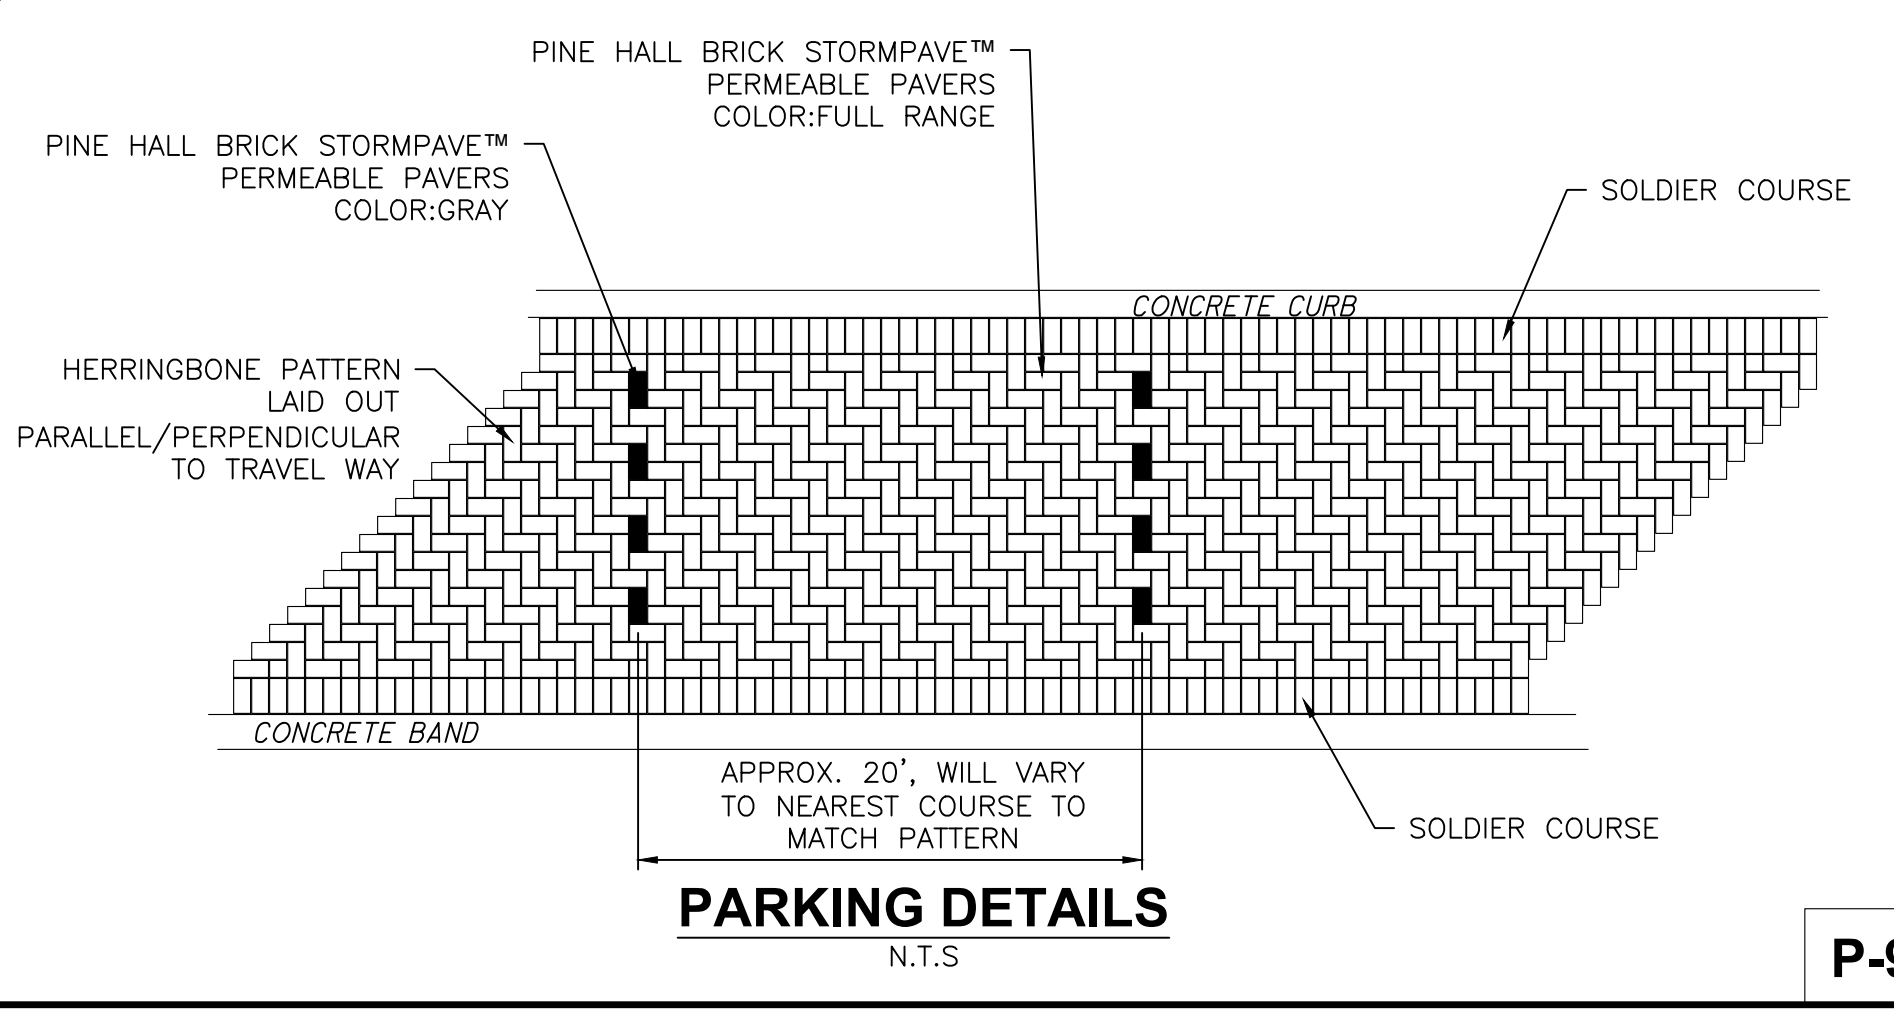 PINE HALL BRICK STORMPAVE™
PERMEABLE PAVERS
COLOR:FULL RANGE
PINE HALL BRICK STORMPAVE™
PERMEABLE PAVERS
COLOR:GRAY
SOLDIER COURSE
CONCRETE CURB
HERRINGBONE PATTERN
LAID OUT
PARALLEL/PERPENDICULAR
TO TRAVEL WAY
CONCRETE BAND
APPROX. 20', WILL VARY
TO NEAREST COURSE TO
MATCH PATTERN
SOLDIER COURSE
PARKING DETAILS
N.T.S
P-9